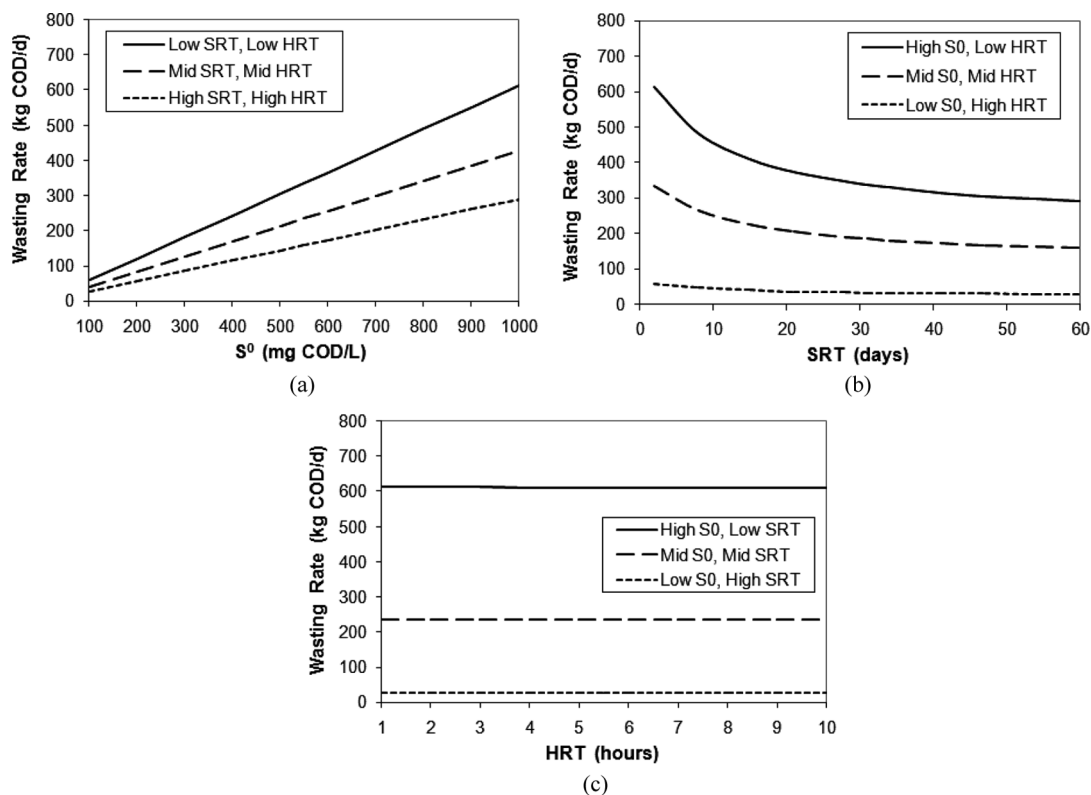 Wasting Rate (kg COD/d)
800
700
600
500
400
300
200
100
0
Low SRT, Low HRT
Mid SRT, Mid HRT
High SRT, High HRT
100 200 300 400 500 600 700 800 900 1000
S⁰ (mg COD/L)
(a)
Wasting Rate (kg COD/d)
800
700
600
500
400
300
200
100
0
High S0, Low HRT
Mid S0, Mid HRT
Low S0, High HRT
0 10 20 30 40 50 60
SRT (days)
(b)
Wasting Rate (kg COD/d)
800
700
600
500
400
300
200
100
0
High S0, Low SRT
Mid S0, Mid SRT
Low S0, High SRT
1 2 3 4 5 6 7 8 9 10
HRT (hours)
(c)